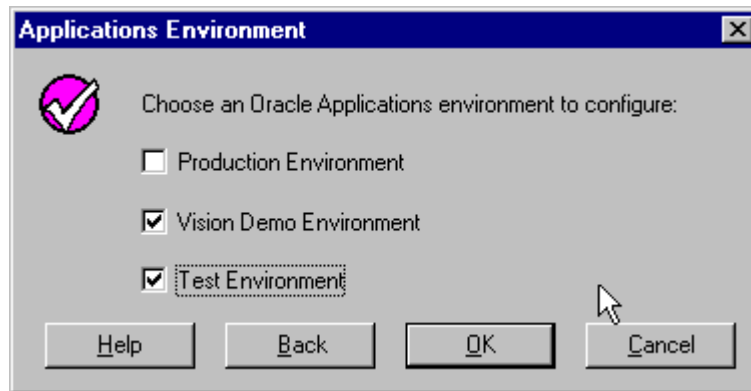 Applications Environment
Choose an Oracle Applications environment to configure:
Production Environment
Vision Demo Environment
Test Environment
Help Back OK Cancel